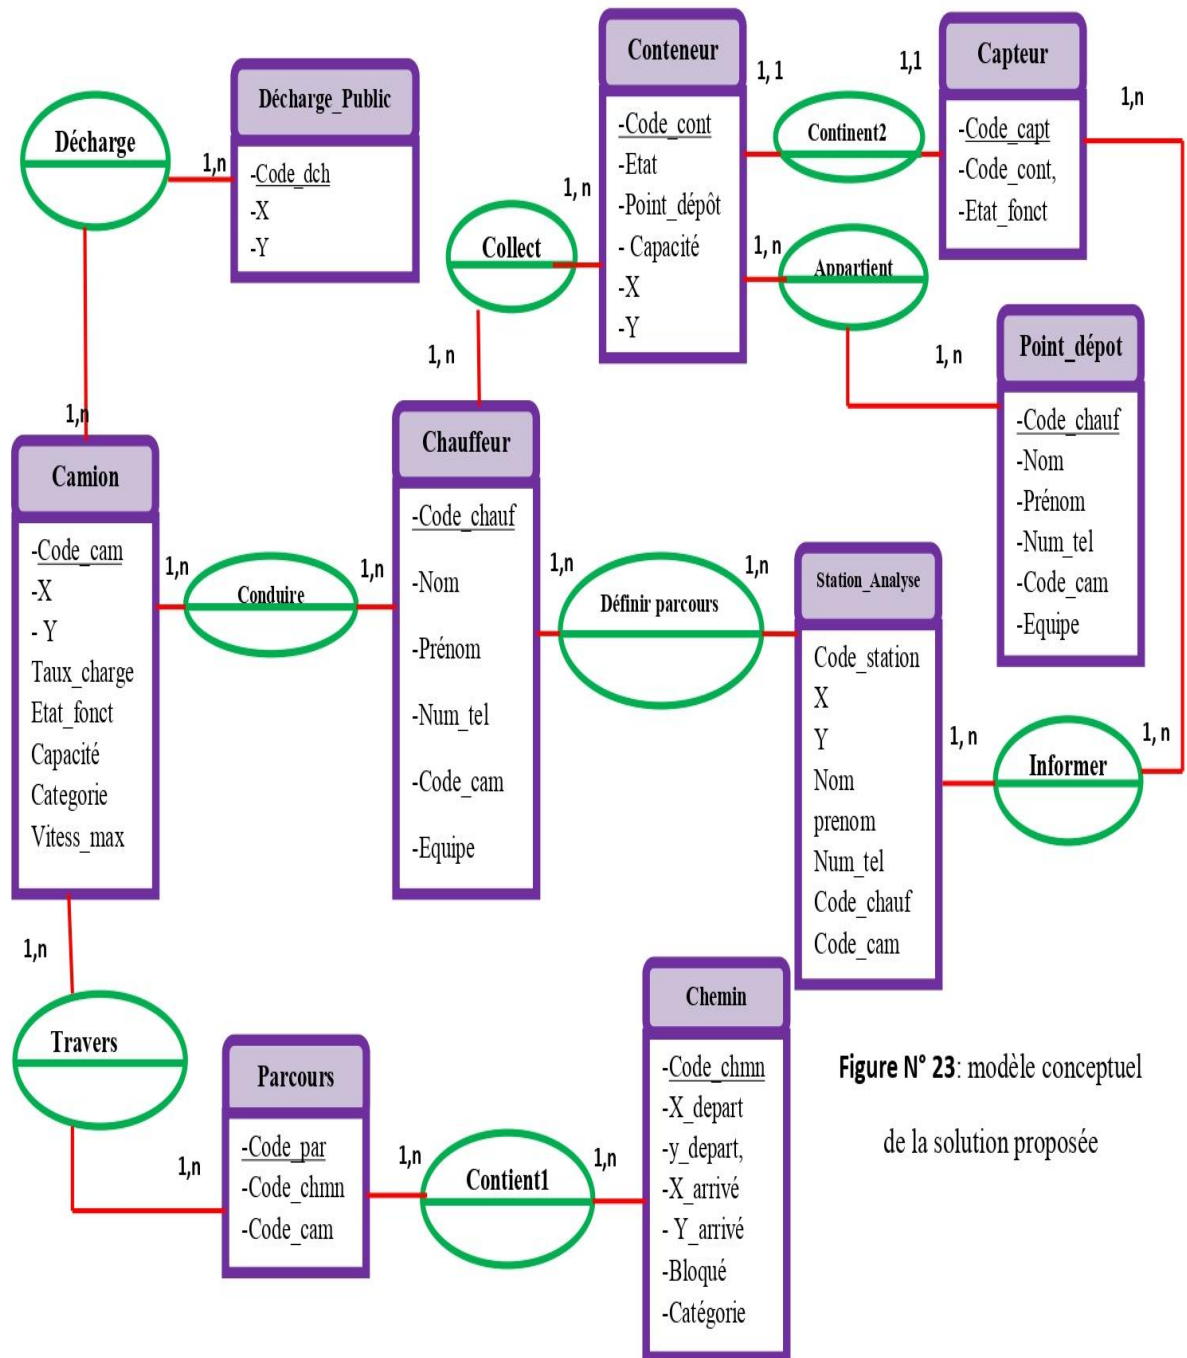 Décharge
1,n
1,n
Décharge_Public
-Code_dch
-X
-Y
Collect
1, n
1, n
Conteneur
-Code_cont
-Etat
-Point_dépôt
- Capacité
-X
-Y
1, 1
1,1
Continent2
Capteur
-Code_capt
-Code_cont,
-Etat_fonct
1,n
1, n
Appartient
1, n
Point_dépot
-Code_chauf
-Nom
-Prénom
-Num_tel
-Code_cam
-Equipe
Camion
-Code_cam
-X
- Y
Taux_charge
Etat_fonct
Capacité
Categorie
Vitess_max
1,n
Conduire
1,n
Chauffeur
-Code_chauf
-Nom
-Prénom
-Num_tel
-Code_cam
-Equipe
1,n
Définir parcours
1,n
Station_Analyse
Code_station
X
Y
Nom
prenom
Num_tel
Code_chauf
Code_cam
1, n
Informer
1, n
1,n
Travers
1,n
Parcours
-Code_par
-Code_chmn
-Code_cam
1,n
Contient1
1,n
Chemin
-Code_chmn
-X_depart
-y_depart,
-X_arrivé
- Y_arrivé
-Bloqué
-Catégorie
Figure N° 23: modèle conceptuel
de la solution proposée